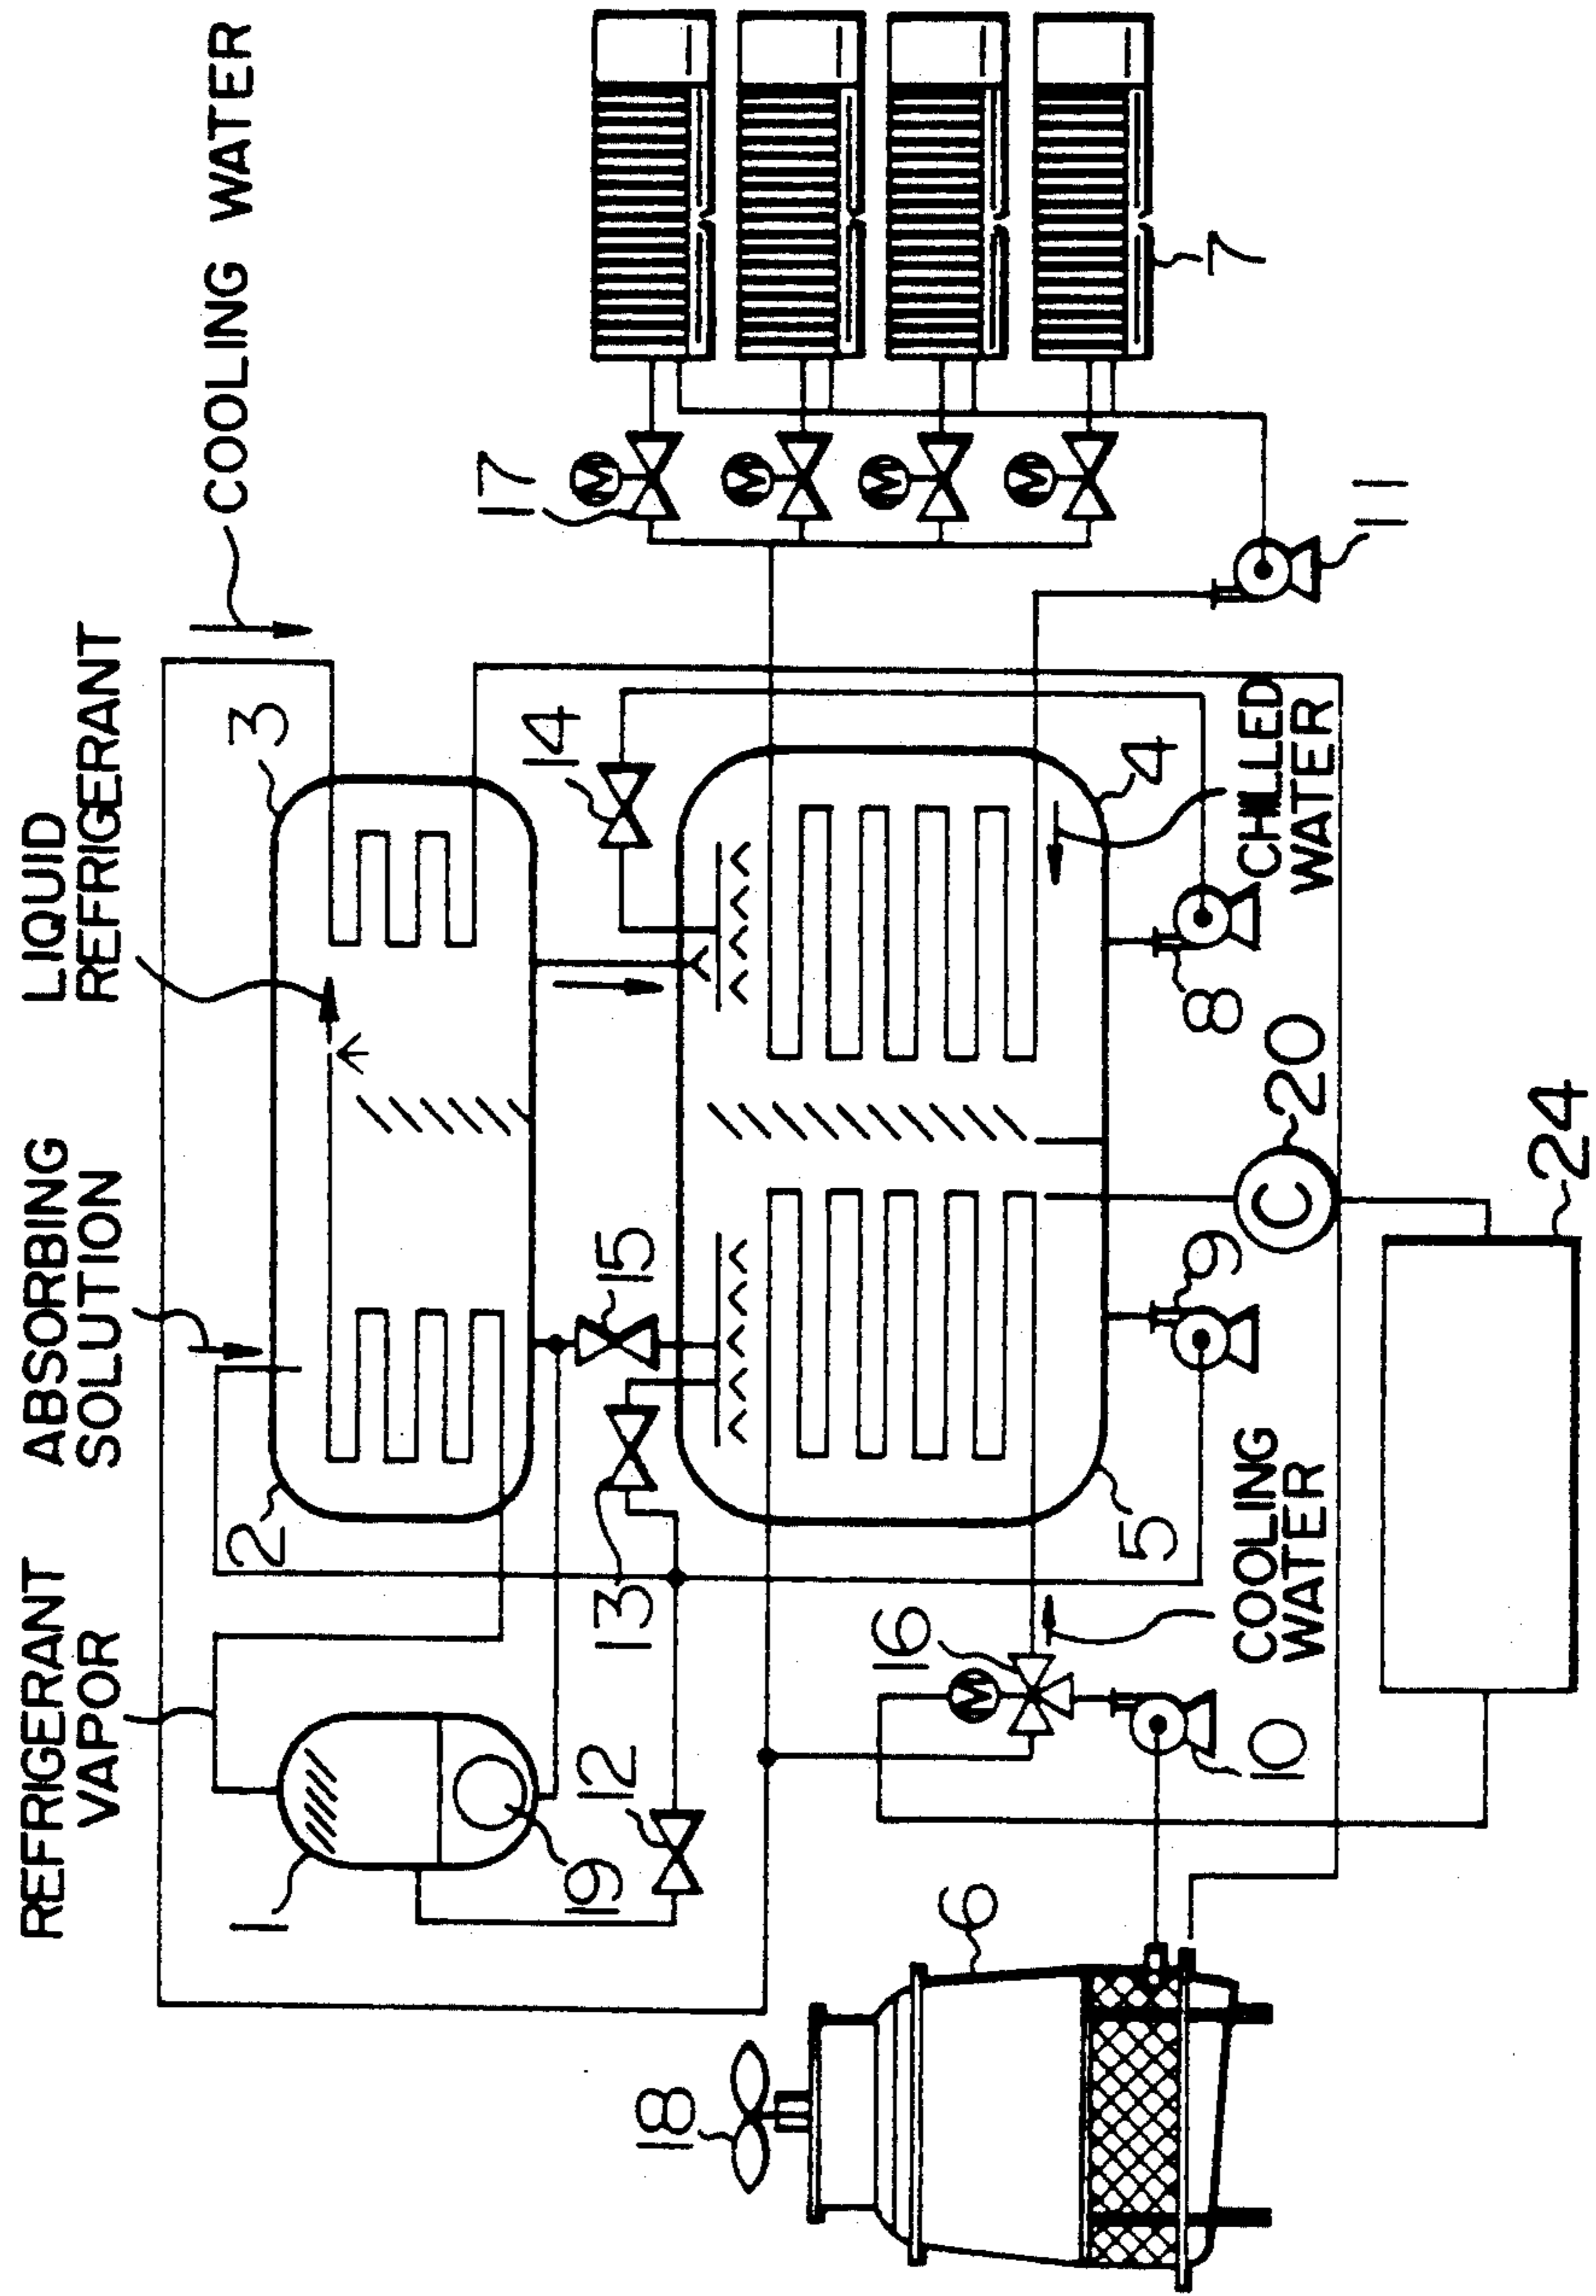 REFRIGERANT
VAPOR
ABSORBING
SOLUTION
LIQUID
REFRIGERANT
COOLING WATER
1
2
3
19
12
13
15
14
17
M
M
M
M
7
18
6
16
M
10
COOLING
WATER
5
9
C
20
8
4
CHILLED
WATER
11
24